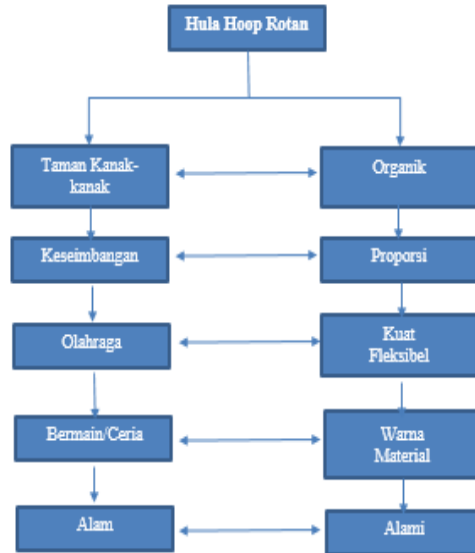 Hula Hoop Rotan
Taman Kanak-
kanak
Organik
Keseimbangan
Proporsi
Olahraga
Kuat
Fleksibel
Bermain/Ceria
Warna
Material
Alam
Alami